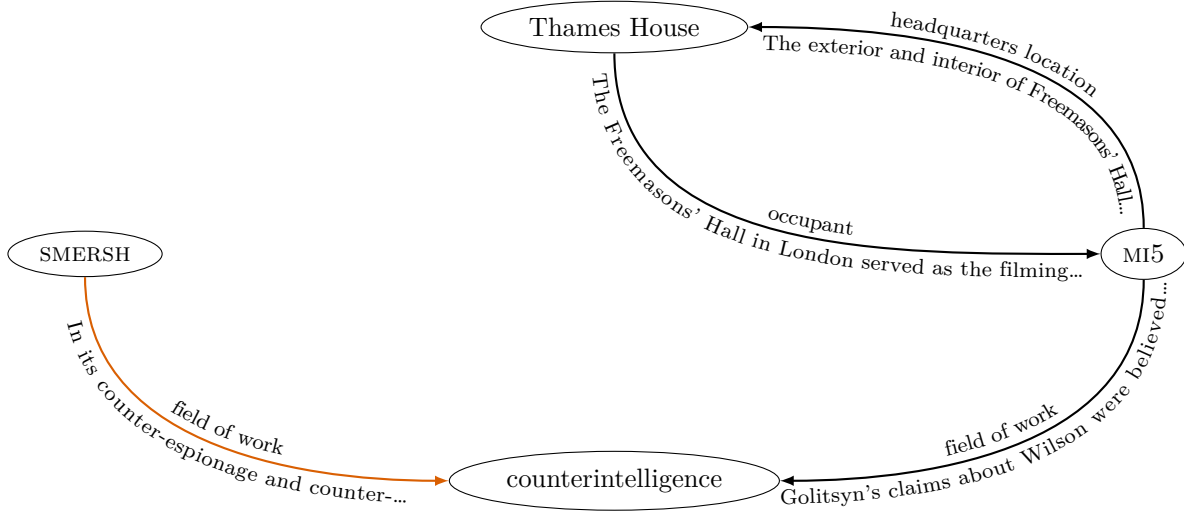 Thames House
headquarters location
The exterior and interior of Freemasons' Hall...
The Freemasons' Hall in London served as the filming...
occupant
SMERSH
MI5
In its counter-espionage and counter-...
field of work
field of work
Golitsyn's claims about Wilson were believed...
counterintelligence